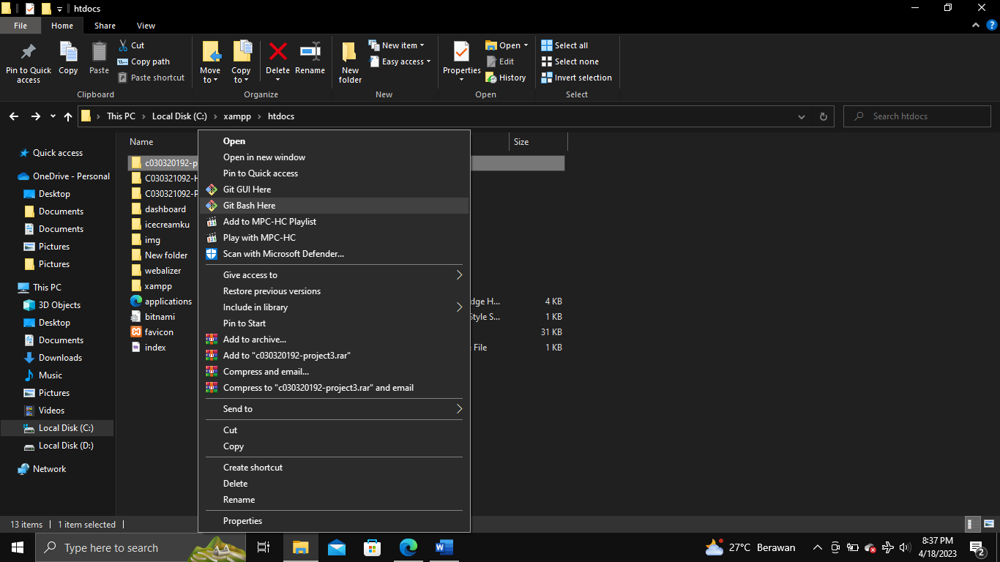 htdocs
File Home Share View
Pin to Quick access
Copy
Paste
Cut
Copy path
Paste shortcut
Clipboard
Move to
Copy to
Delete
Rename
Organize
New folder
New item
Easy access
New
Properties
Open
Edit
History
Open
Select all
Select none
Invert selection
Select
This PC Local Disk (C:) xampp htdocs
Search htdocs
Quick access
OneDrive - Personal
Desktop
Documents
Documents
Pictures
Pictures
This PC
3D Objects
Desktop
Documents
Downloads
Music
Pictures
Videos
Local Disk (C:)
Local Disk (D:)
Network
Name Size
c030320192-p
C030321092-H
C030321092-P
dashboard
icecreamku
img
New folder
webalizer
xampp
applications dge H... 4 KB
bitnami Style S... 1 KB
favicon 31 KB
index File 1 KB
Open
Open in new window
Pin to Quick access
Git GUI Here
Git Bash Here
Add to MPC-HC Playlist
Play with MPC-HC
Scan with Microsoft Defender...
Give access to
Restore previous versions
Include in library
Pin to Start
Add to archive...
Add to "c030320192-project3.rar"
Compress and email...
Compress to "c030320192-project3.rar" and email
Send to
Cut
Copy
Create shortcut
Delete
Rename
Properties
13 items 1 item selected
Type here to search
27°C Berawan
8:37 PM
4/18/2023
2